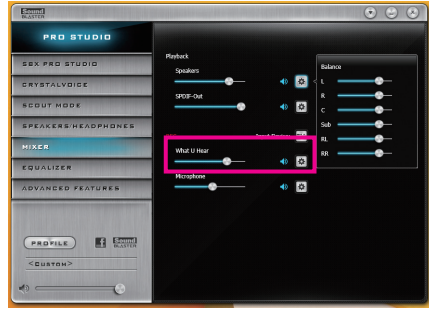 Sound
BLASTER
PRO STUDIO
SBX PRO STUDIO
CRYSTALVOICE
SCOUT MODE
SPEAKERS/HEADPHONES
MIXER
EQUALIZER
ADVANCED FEATURES
PROFILE
f
Sound
BLASTER
<CUSTOM>
Playback
Speakers
SPDIF-Out
What U Hear
Microphone
Balance
L
R
C
Sub
RL
RR